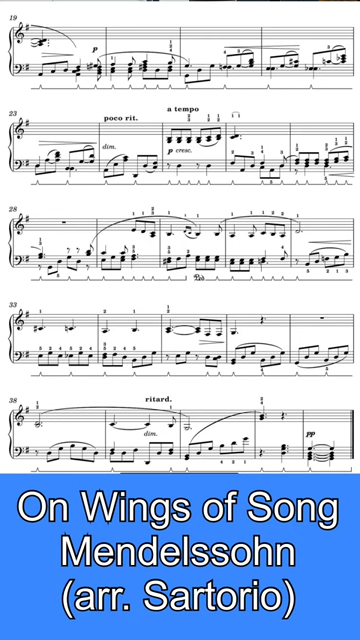 19
p
23
poco rit.
a tempo
dim.
p cresc.
28
33
38
ritard.
dim.
pp
On Wings of Song
Mendelssohn
(arr. Sartorio)